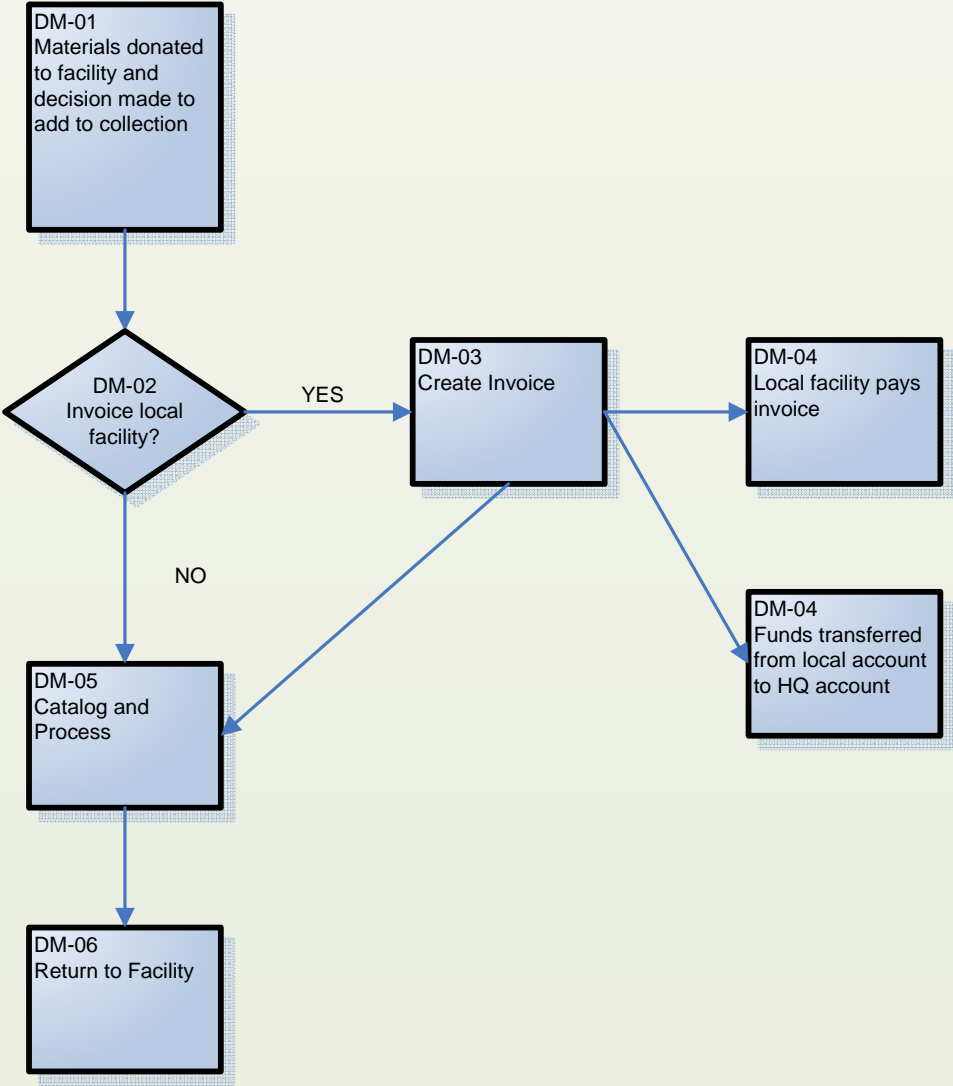 DM-01
Materials donated
to facility and
decision made to
add to collection
DM-02
Invoice local
facility?
YES
DM-03
Create Invoice
DM-04
Local facility pays
invoice
NO
DM-04
Funds transferred
from local account
to HQ account
DM-05
Catalog and
Process
DM-06
Return to Facility